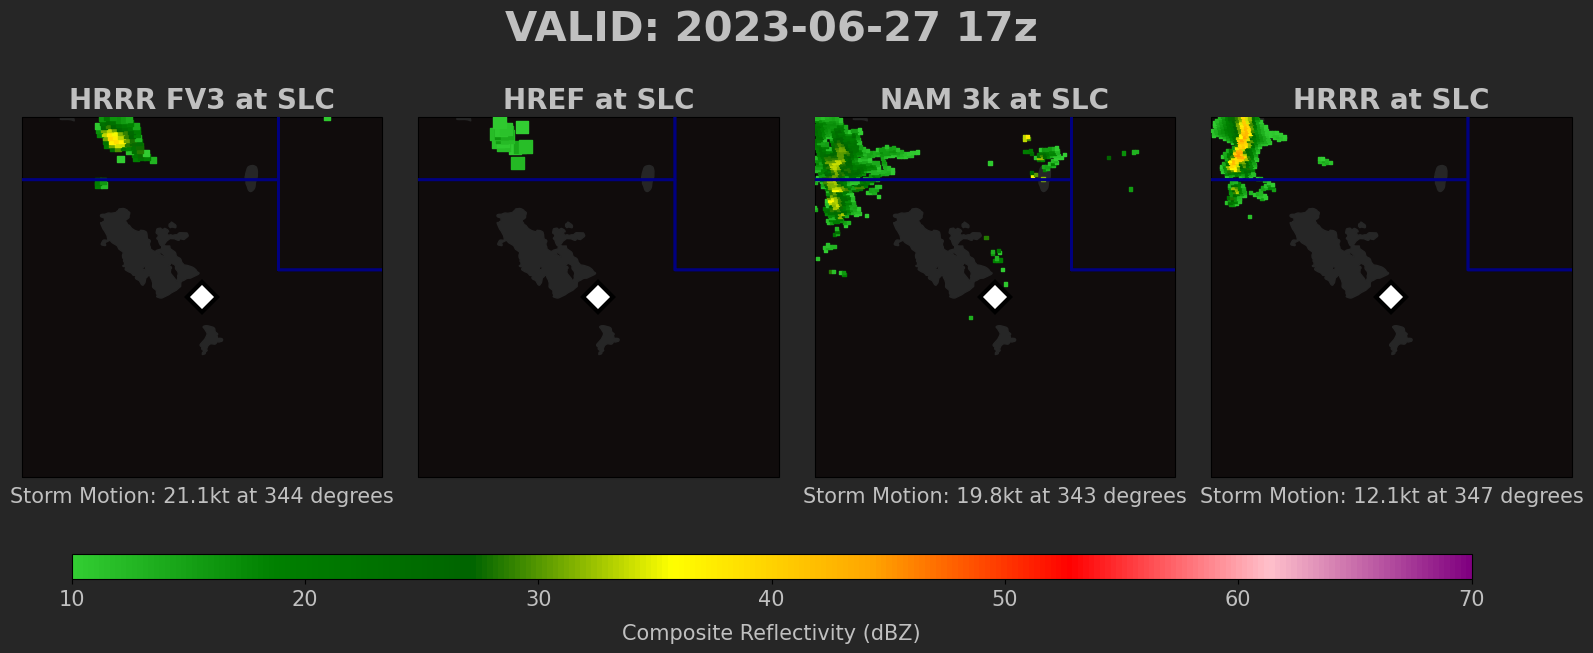 VALID: 2023-06-27 17z
HRRR FV3 at SLC
HREF at SLC
NAM 3k at SLC
HRRR at SLC
Storm Motion: 21.1kt at 344 degrees
Storm Motion: 19.8kt at 343 degrees
Storm Motion: 12.1kt at 347 degrees
10 20 30 40 50 60 70
Composite Reflectivity (dBZ)